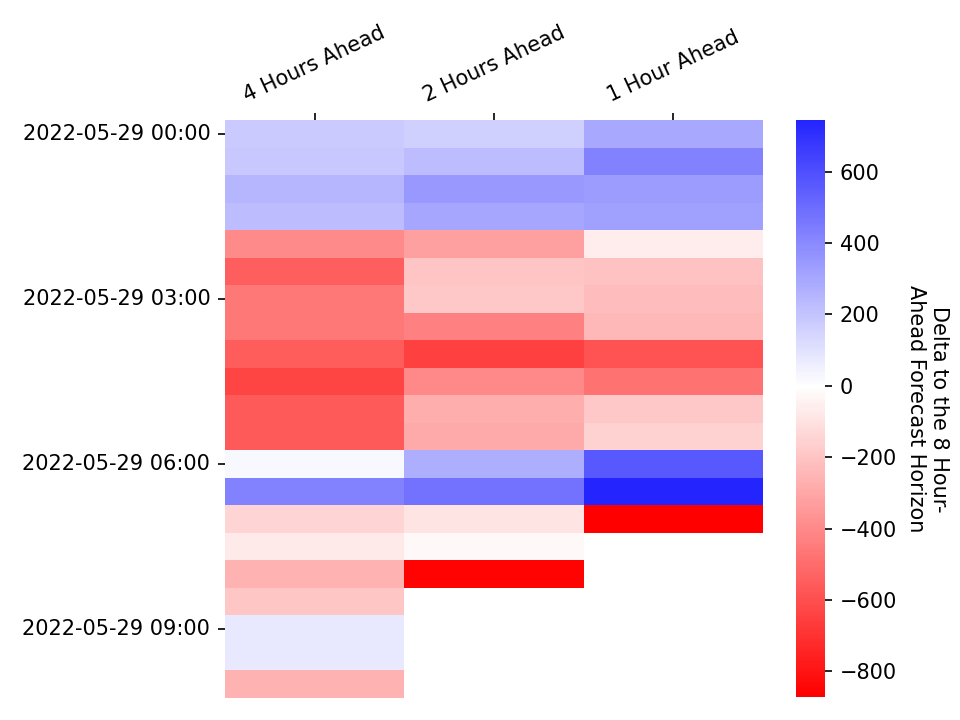 4 Hours Ahead
2 Hours Ahead
1 Hour Ahead
2022-05-29 00:00
2022-05-29 03:00
2022-05-29 06:00
2022-05-29 09:00
600
400
200
0
−200
−400
−600
−800
Delta to the 8 Hour-
Ahead Forecast Horizon